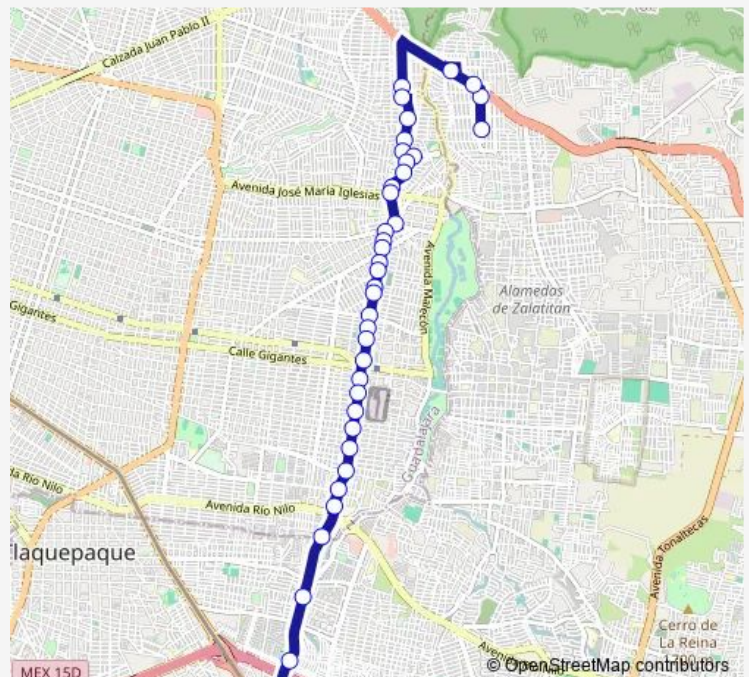 Calzada Juan Pablo II
Avenida José María Iglesias
Avenida Malecón
Alamedas
de Zalatitán
Gigantes
Calle Gigantes
Guadalajara
Avenida Río Nilo
da Río Nilo
laquepaque
Avenida Tonaltecas
Cerro de
La Reina
MEX 15D
© OpenStreetMap contributors